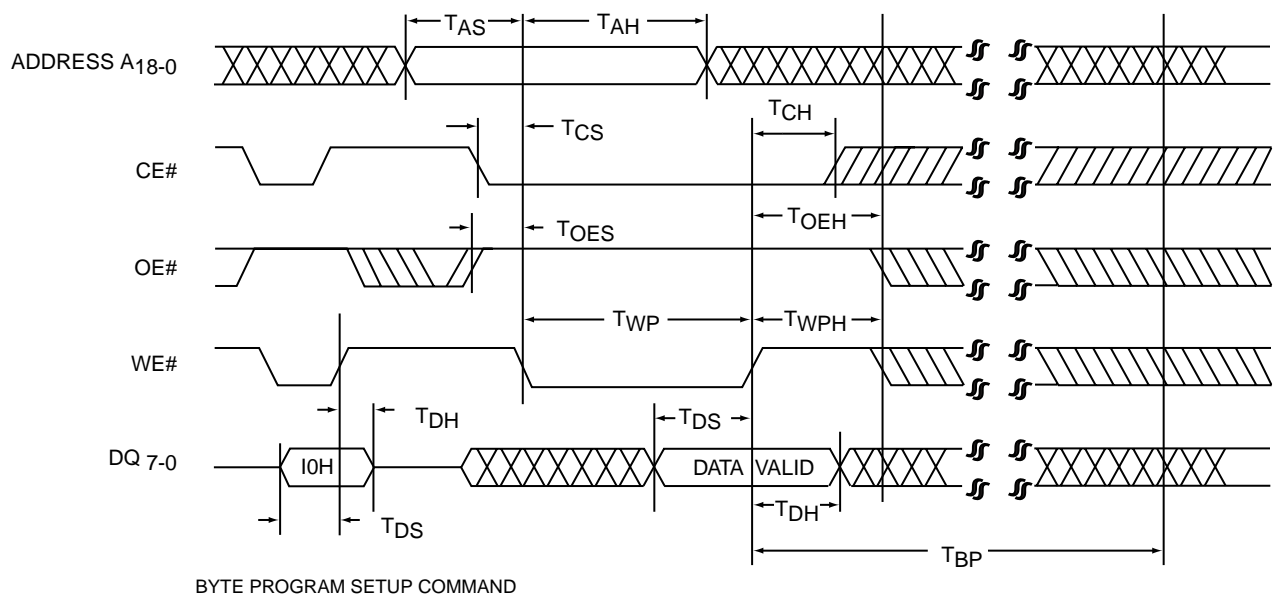 TAS TAH
ADDRESS A18-0
TCH
TCS
CE#
TOEH
TOES
OE#
TWP TWPH
WE#
TDH TDS
DQ 7-0 I0H DATA VALID
TDH
TDS
TBP
BYTE PROGRAM SETUP COMMAND